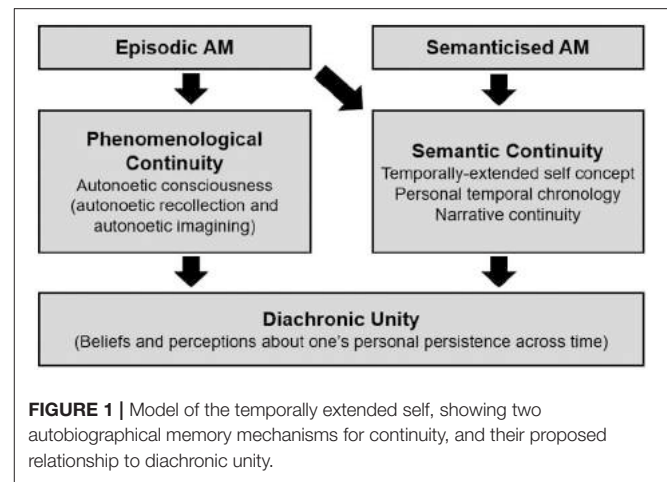 Episodic AM
Semanticised AM
Phenomenological
Continuity
Autonoetic consciousness
(autonoetic recollection and
autonoetic imagining)
Semantic Continuity
Temporally-extended self concept
Personal temporal chronology
Narrative continuity
Diachronic Unity
(Beliefs and perceptions about one's personal persistence across time)
FIGURE 1 | Model of the temporally extended self, showing two
autobiographical memory mechanisms for continuity, and their proposed
relationship to diachronic unity.